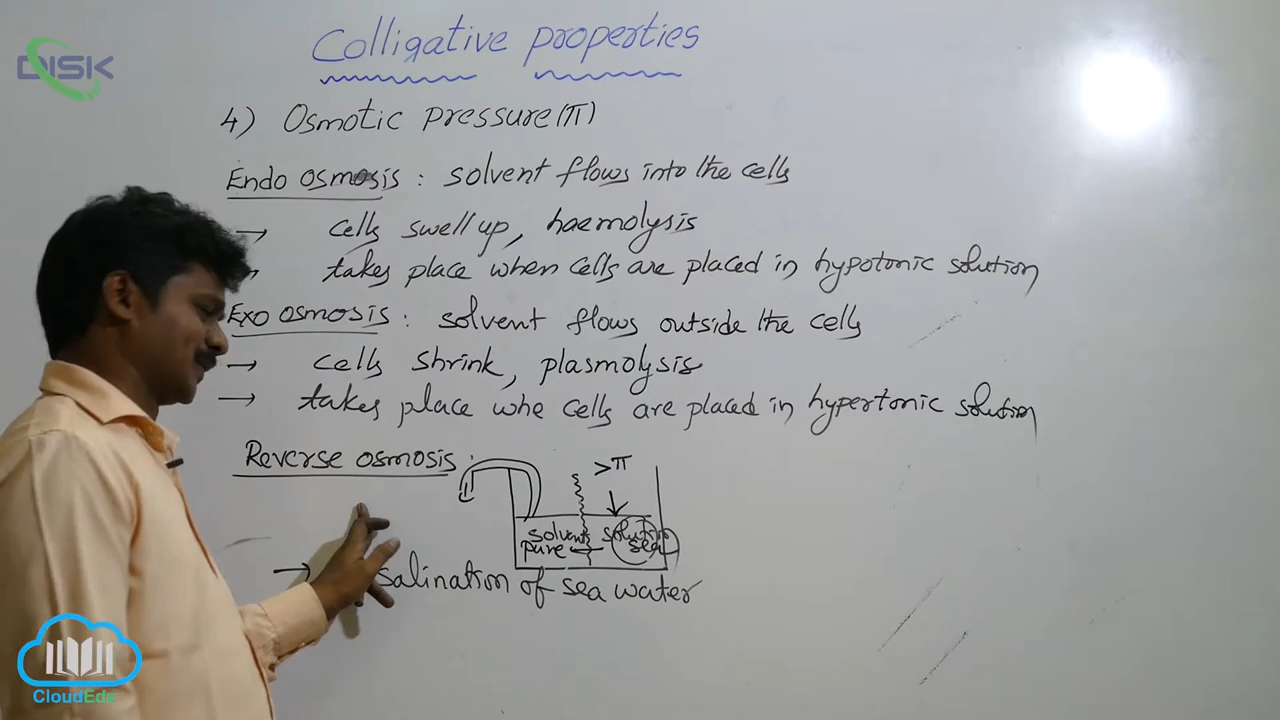 DISK
Colligative properties
4) Osmotic Pressure (π)
Endo osmosis : solvent flows into the cells
→ cells swell up, haemolysis
takes place when cells are placed in hypotonic solution
Exo osmosis : solvent flows outside the cells
→ cells shrink, plasmolysis
→ takes place whe cells are placed in hypertonic solution
Reverse osmosis :
>π
solvent solution
pure sea
→ salination of sea water
CloudEdz